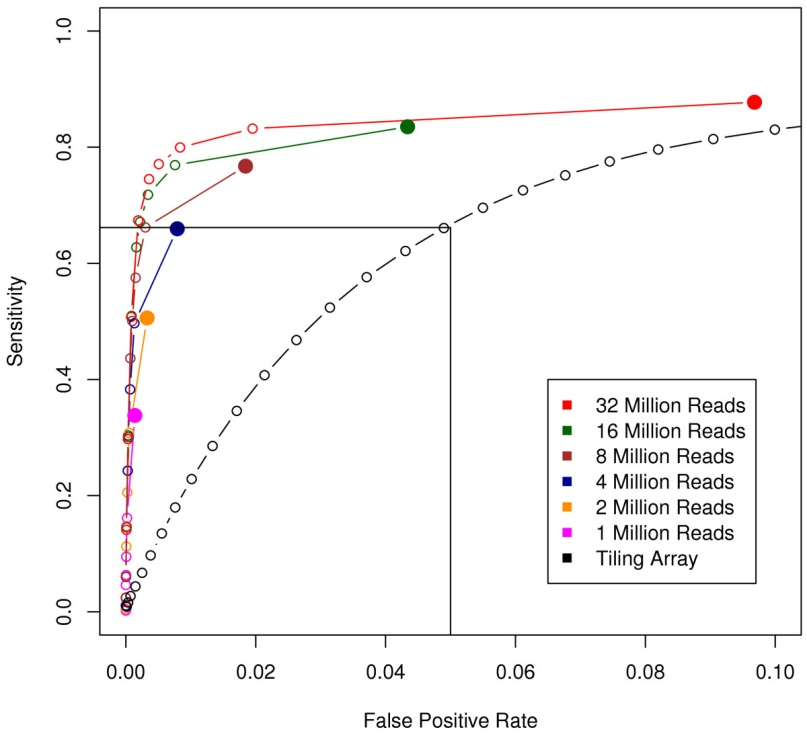 1.0
0.8
0.6
0.4
0.2
0.0
Sensitivity
32 Million Reads
16 Million Reads
8 Million Reads
4 Million Reads
2 Million Reads
1 Million Reads
Tiling Array
0.00 0.02 0.04 0.06 0.08 0.10
False Positive Rate